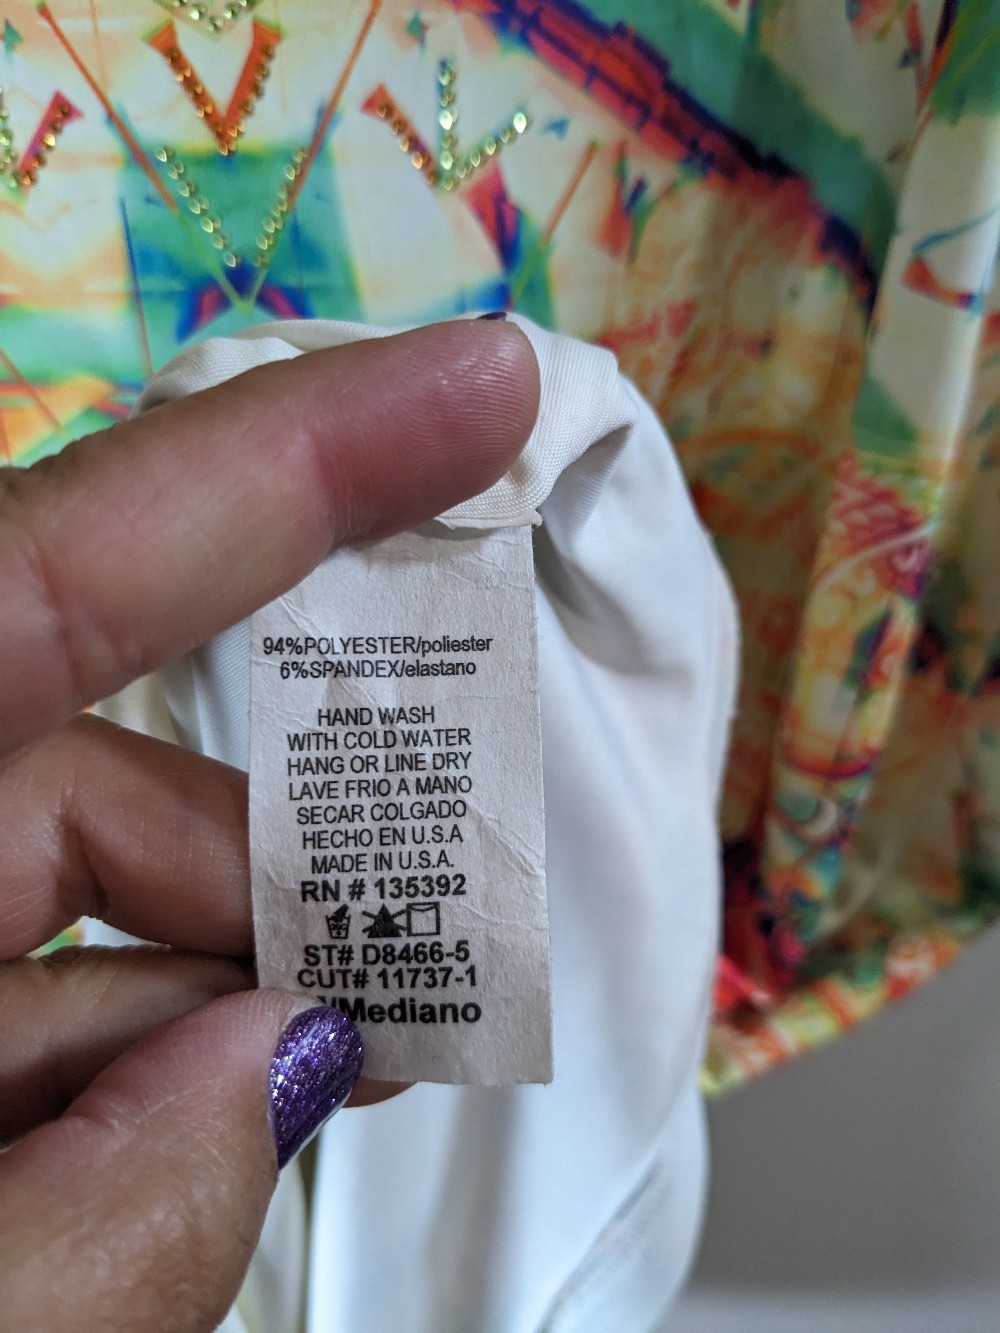 94%POLYESTER/poliester
6%SPANDEX/elastano
HAND WASH
WITH COLD WATER
HANG OR LINE DRY
LAVE FRIO A MANO
SECAR COLGADO
HECHO EN U.S.A
MADE IN U.S.A.
RN # 135392
ST# D8466-5
CUT# 11737-1
/Mediano